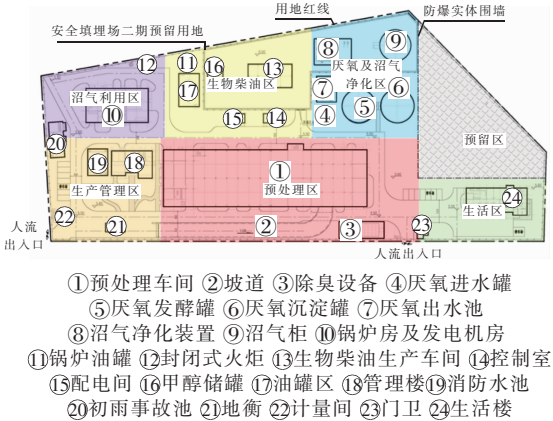 用地红线
防爆实体围墙
安全填埋场二期预留用地
⑧
⑨
⑫
⑪
⑯
⑬
厌氧及沼气
净化区
生物柴油区
⑦
⑰
沼气利用区
⑥
⑤
⑩
⑮
⑭
④
⑳
预留区
⑲
⑱
①
生产管理区
预处理区
㉔
生活区
㉒
㉑
②
③
㉓
人流
出入口
人流
出入口
①预处理车间 ②坡道 ③除臭设备 ④厌氧进水罐
⑤厌氧发酵罐 ⑥厌氧沉淀罐 ⑦厌氧出水池
⑧沼气净化装置 ⑨沼气柜 ⑩锅炉房及发电机房
⑪锅炉油罐 ⑫封闭式火炬 ⑬生物柴油生产车间 ⑭控制室
⑮配电间 ⑯甲醇储罐 ⑰油罐区 ⑱管理楼⑲消防水池
⑳初雨事故池 ㉑地衡 ㉒计量间 ㉓门卫 ㉔生活楼